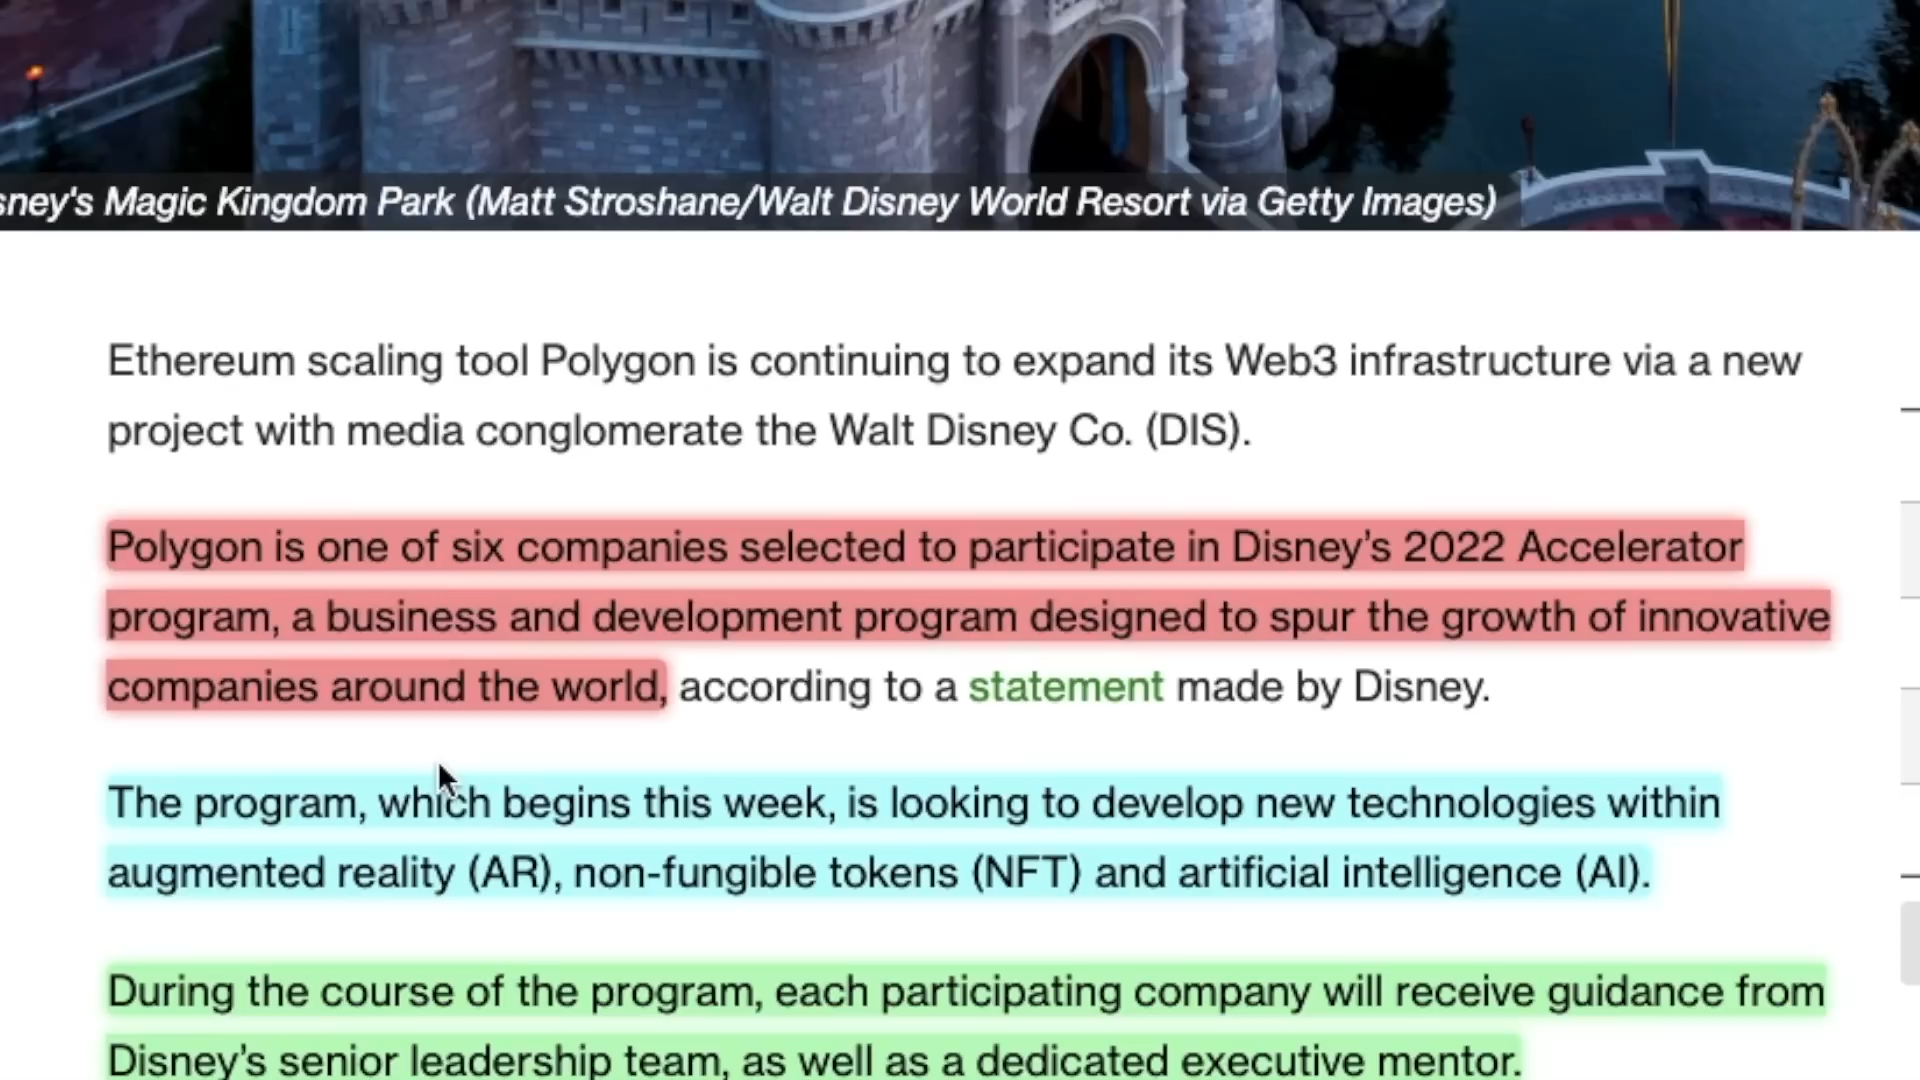 sney's Magic Kingdom Park (Matt Stroshane/Walt Disney World Resort via Getty Images)
Ethereum scaling tool Polygon is continuing to expand its Web3 infrastructure via a new
project with media conglomerate the Walt Disney Co. (DIS).
Polygon is one of six companies selected to participate in Disney’s 2022 Accelerator
program, a business and development program designed to spur the growth of innovative
companies around the world, according to a statement made by Disney.
The program, which begins this week, is looking to develop new technologies within
augmented reality (AR), non-fungible tokens (NFT) and artificial intelligence (AI).
During the course of the program, each participating company will receive guidance from
Disney’s senior leadership team, as well as a dedicated executive mentor.